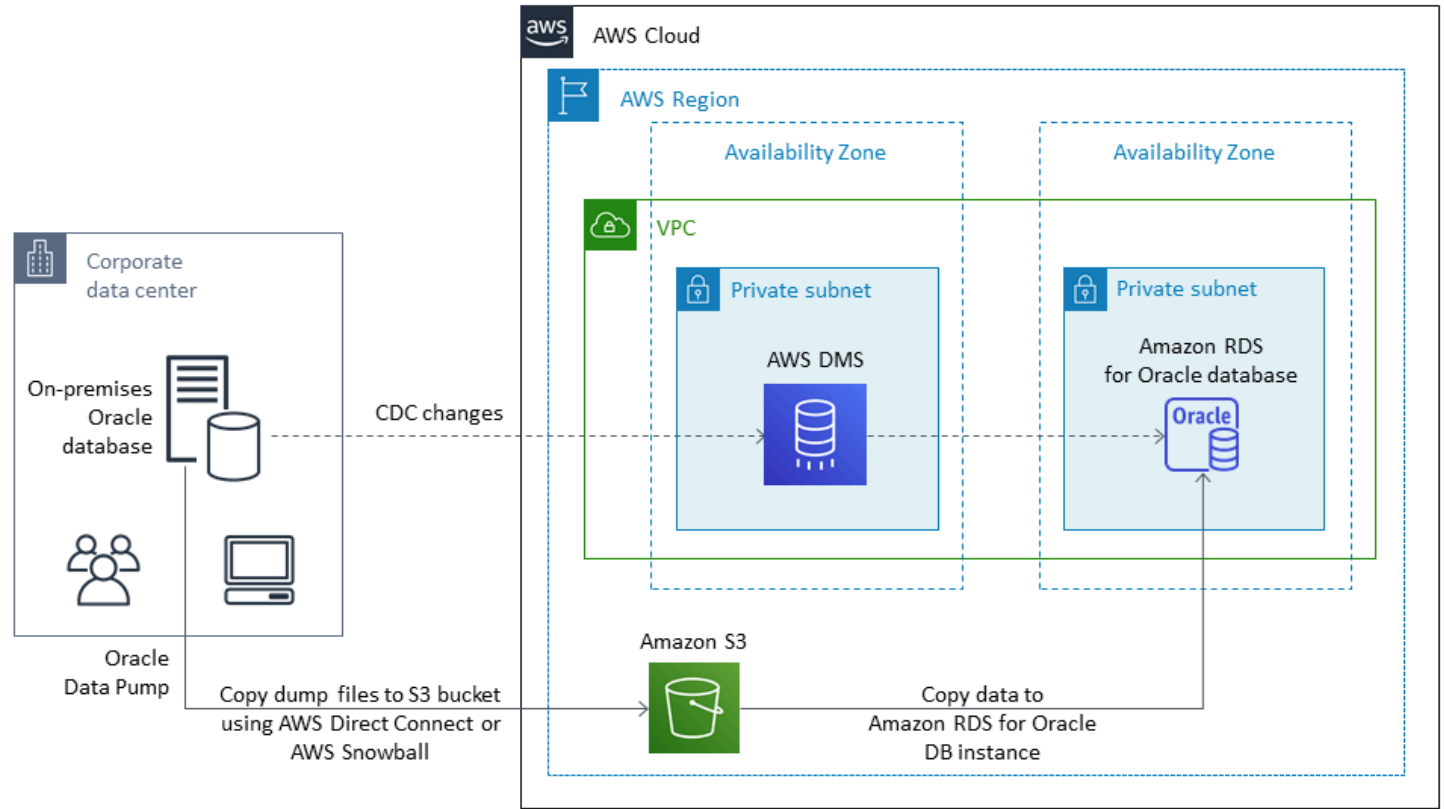 aws
AWS Cloud
AWS Region
Availability Zone
Availability Zone
VPC
Corporate
data center
Private subnet
Private subnet
On-premises
Oracle
database
CDC changes
AWS DMS
Amazon RDS
for Oracle database
Oracle
Oracle
Data Pump
Copy dump files to S3 bucket
using AWS Direct Connect or
AWS Snowball
Amazon S3
Copy data to
Amazon RDS for Oracle
DB instance